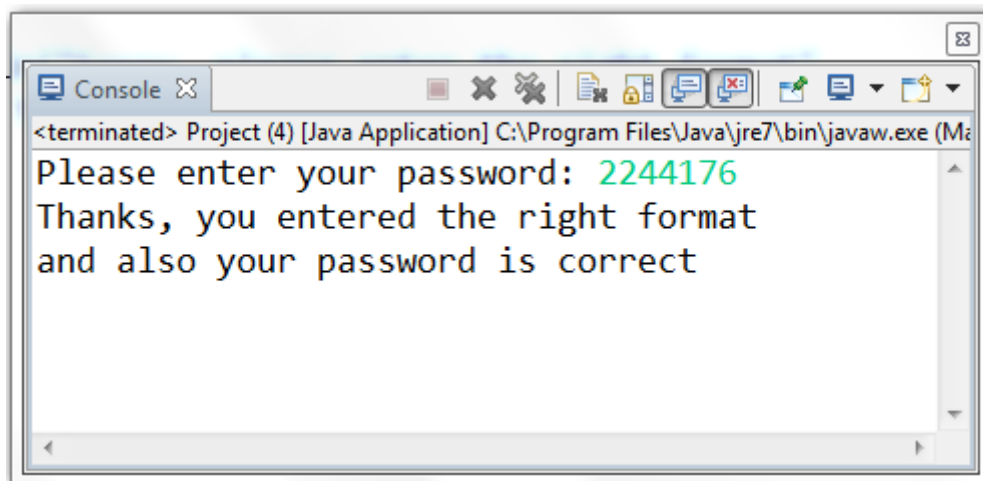 Console
<terminated> Project (4) [Java Application] C:\Program Files\Java\jre7\bin\javaw.exe (Ma
Please enter your password: 2244176
Thanks, you entered the right format
and also your password is correct